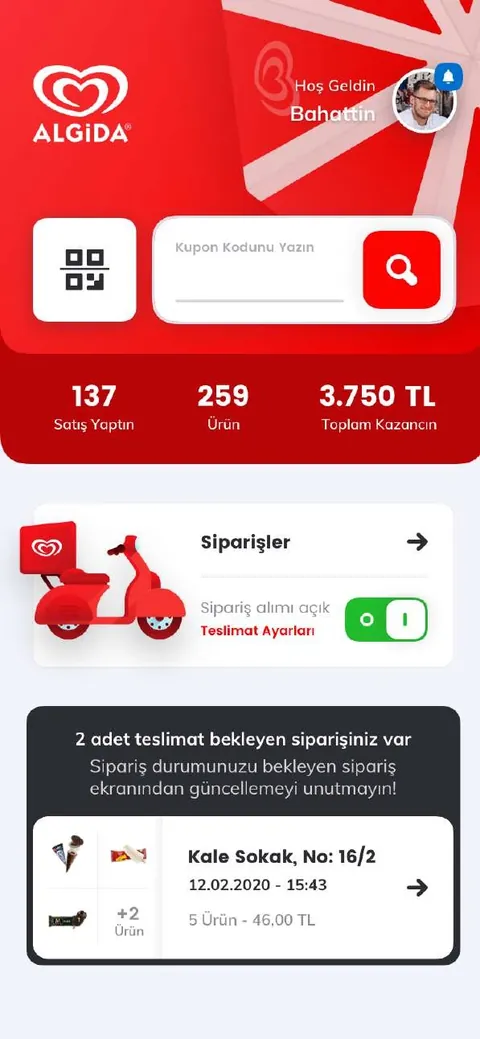 ALGiDA®
Hoş Geldin
Bahattin
Kupon Kodunu Yazın
137
Satış Yaptın
259
Ürün
3.750 TL
Toplam Kazancın
Siparişler
Sipariş alımı açık
Teslimat Ayarları
2 adet teslimat bekleyen siparişiniz var
Sipariş durumunuzu bekleyen sipariş
ekranından güncellemeyi unutmayın!
Kale Sokak, No: 16/2
12.02.2020 - 15:43
5 Ürün - 46,00 TL
+2
Ürün